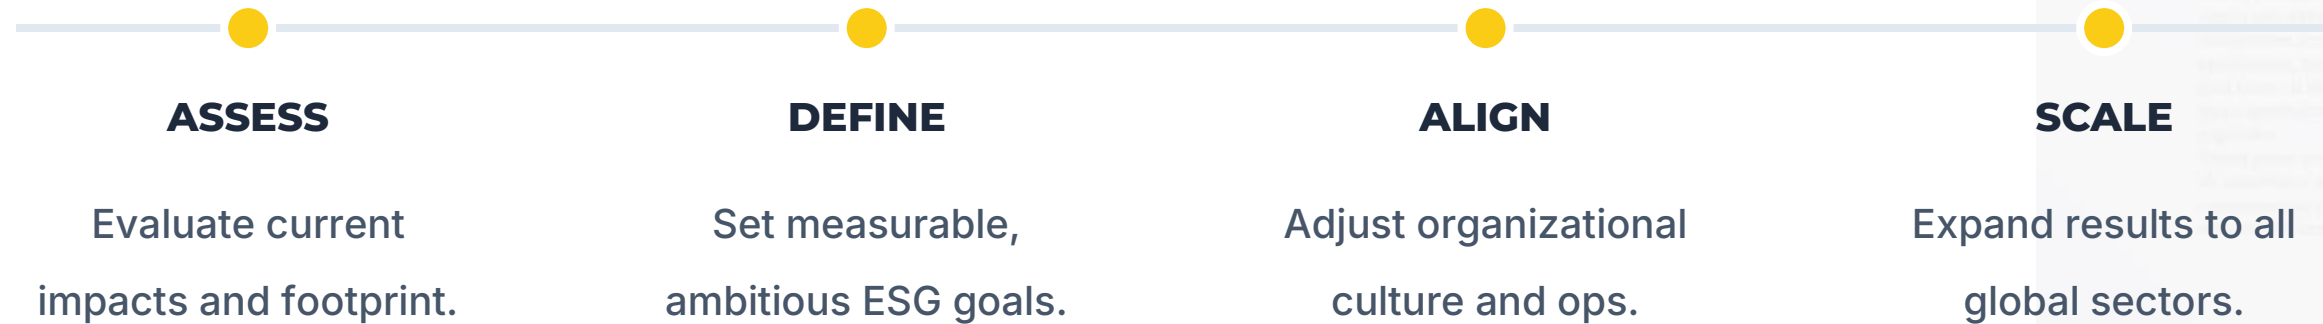 ASSESS
Evaluate current
impacts and footprint.
DEFINE
Set measurable,
ambitious ESG goals.
ALIGN
Adjust organizational
culture and ops.
SCALE
Expand results to all
global sectors.